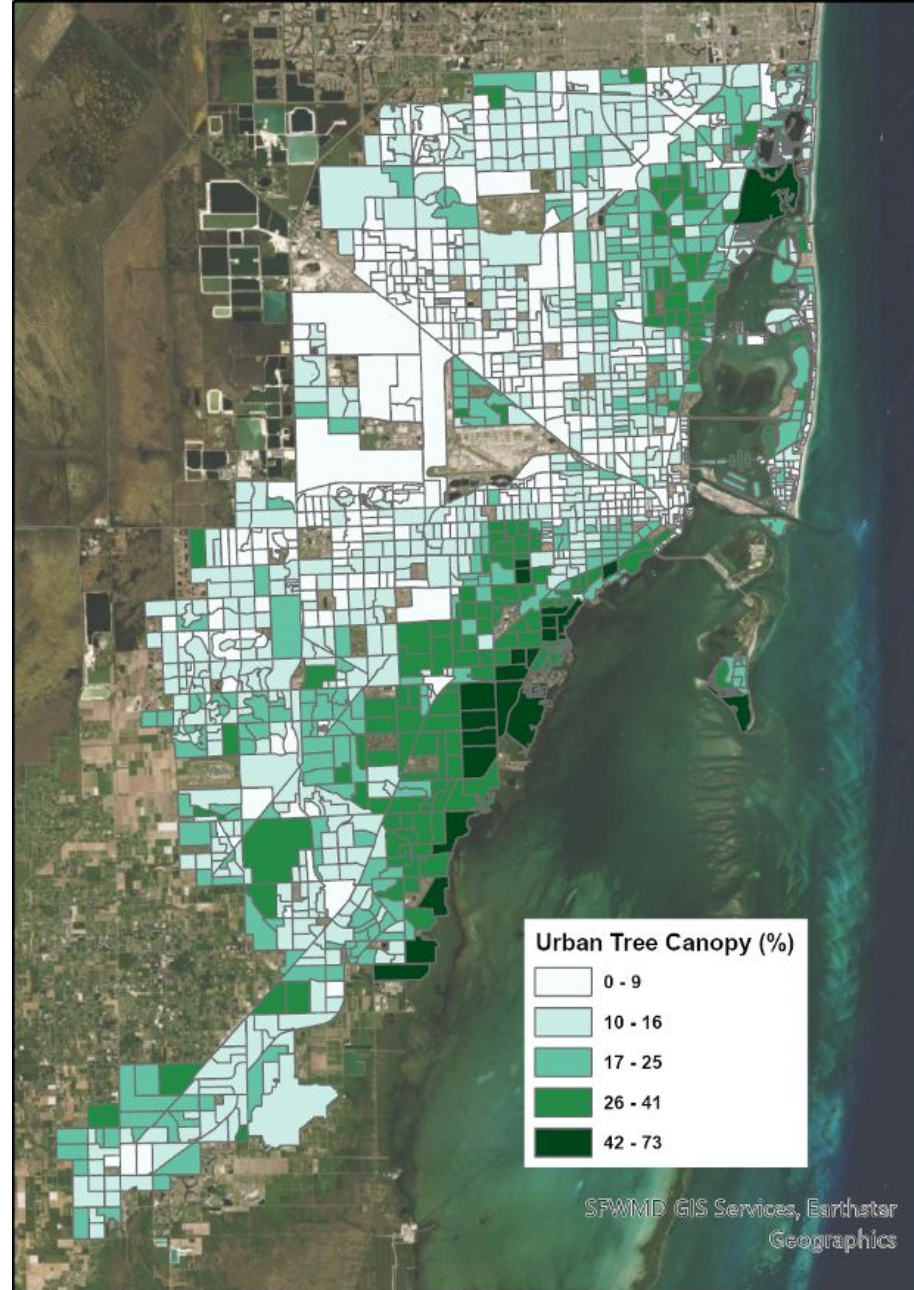 Urban Tree Canopy (%)
0 - 9
10 - 16
17 - 25
26 - 41
42 - 73
SFWMD GIS Services, Earthstar
Geographics